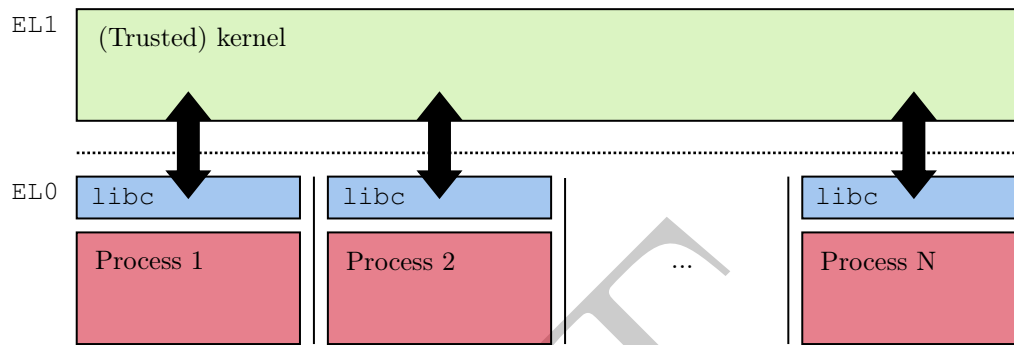 EL1
(Trusted) kernel
EL0
libc
libc
libc
Process 1
Process 2
...
Process N
T